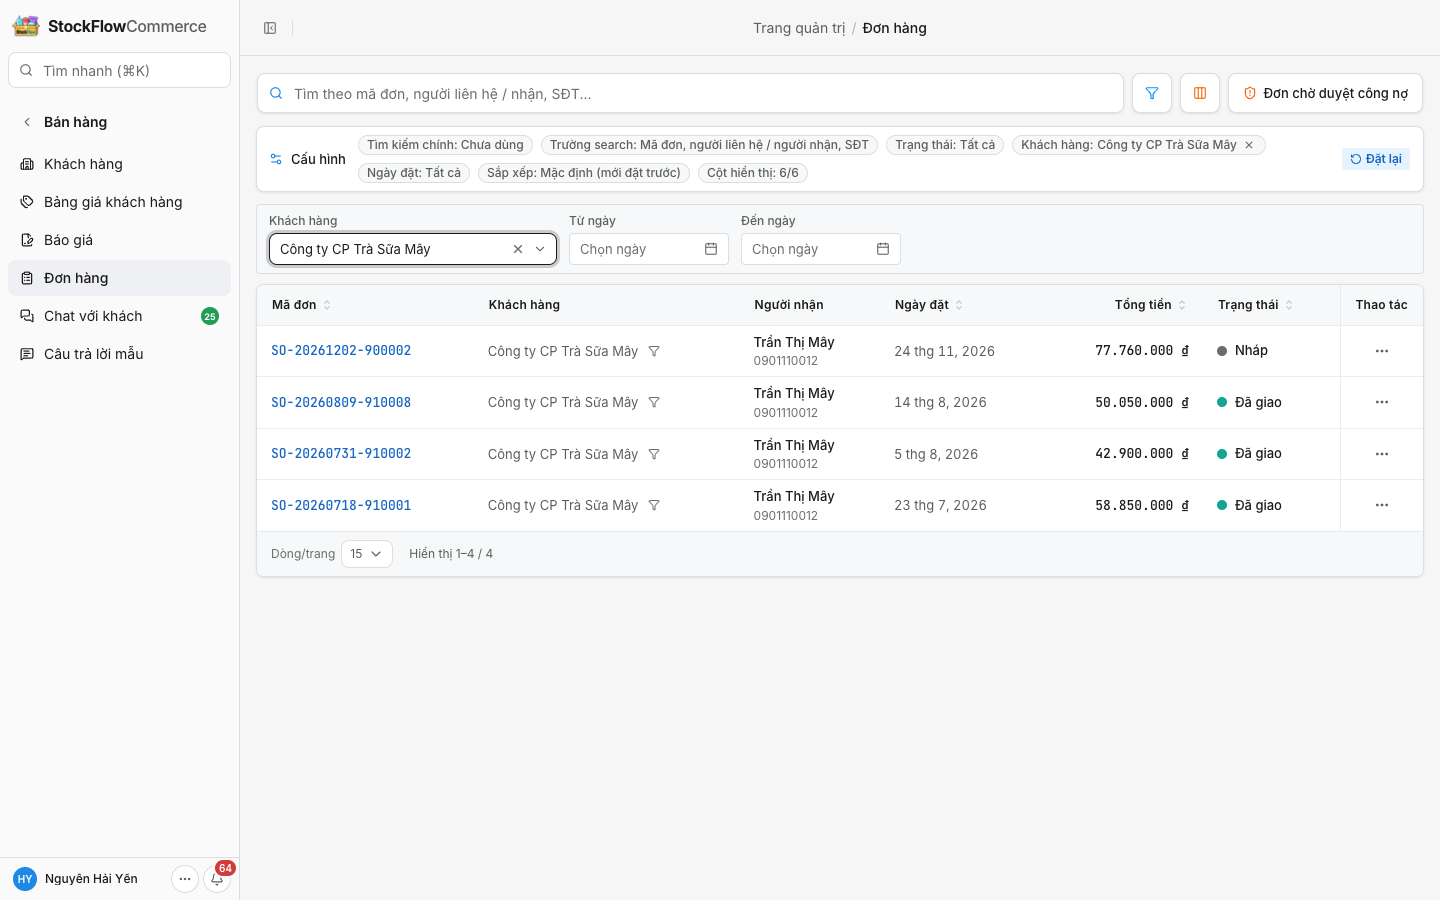 StockFlowCommerce
Tìm nhanh (⌘K)
Bán hàng
Khách hàng
Bảng giá khách hàng
Báo giá
Đơn hàng
Chat với khách 25
Câu trả lời mẫu
HY Nguyễn Hải Yến 64
Trang quản trị / Đơn hàng
Tìm theo mã đơn, người liên hệ / nhận, SĐT...
Đơn chờ duyệt công nợ
Cấu hình
Tìm kiếm chính: Chưa dùng Trường search: Mã đơn, người liên hệ / người nhận, SĐT Trạng thái: Tất cả Khách hàng: Công ty CP Trà Sữa Mây
Ngày đặt: Tất cả Sắp xếp: Mặc định (mới đặt trước) Cột hiển thị: 6/6
Đặt lại
Khách hàng Từ ngày Đến ngày
Công ty CP Trà Sữa Mây Chọn ngày Chọn ngày
Mã đơn Khách hàng Người nhận Ngày đặt Tổng tiền Trạng thái Thao tác
SO-20261202-900002 Công ty CP Trà Sữa Mây Trần Thị Mây 24 thg 11, 2026 77.760.000 ₫ Nháp
0901110012
SO-20260809-910008 Công ty CP Trà Sữa Mây Trần Thị Mây 14 thg 8, 2026 50.050.000 ₫ Đã giao
0901110012
SO-20260731-910002 Công ty CP Trà Sữa Mây Trần Thị Mây 5 thg 8, 2026 42.900.000 ₫ Đã giao
0901110012
SO-20260718-910001 Công ty CP Trà Sữa Mây Trần Thị Mây 23 thg 7, 2026 58.850.000 ₫ Đã giao
0901110012
Dòng/trang 15 Hiển thị 1–4 / 4